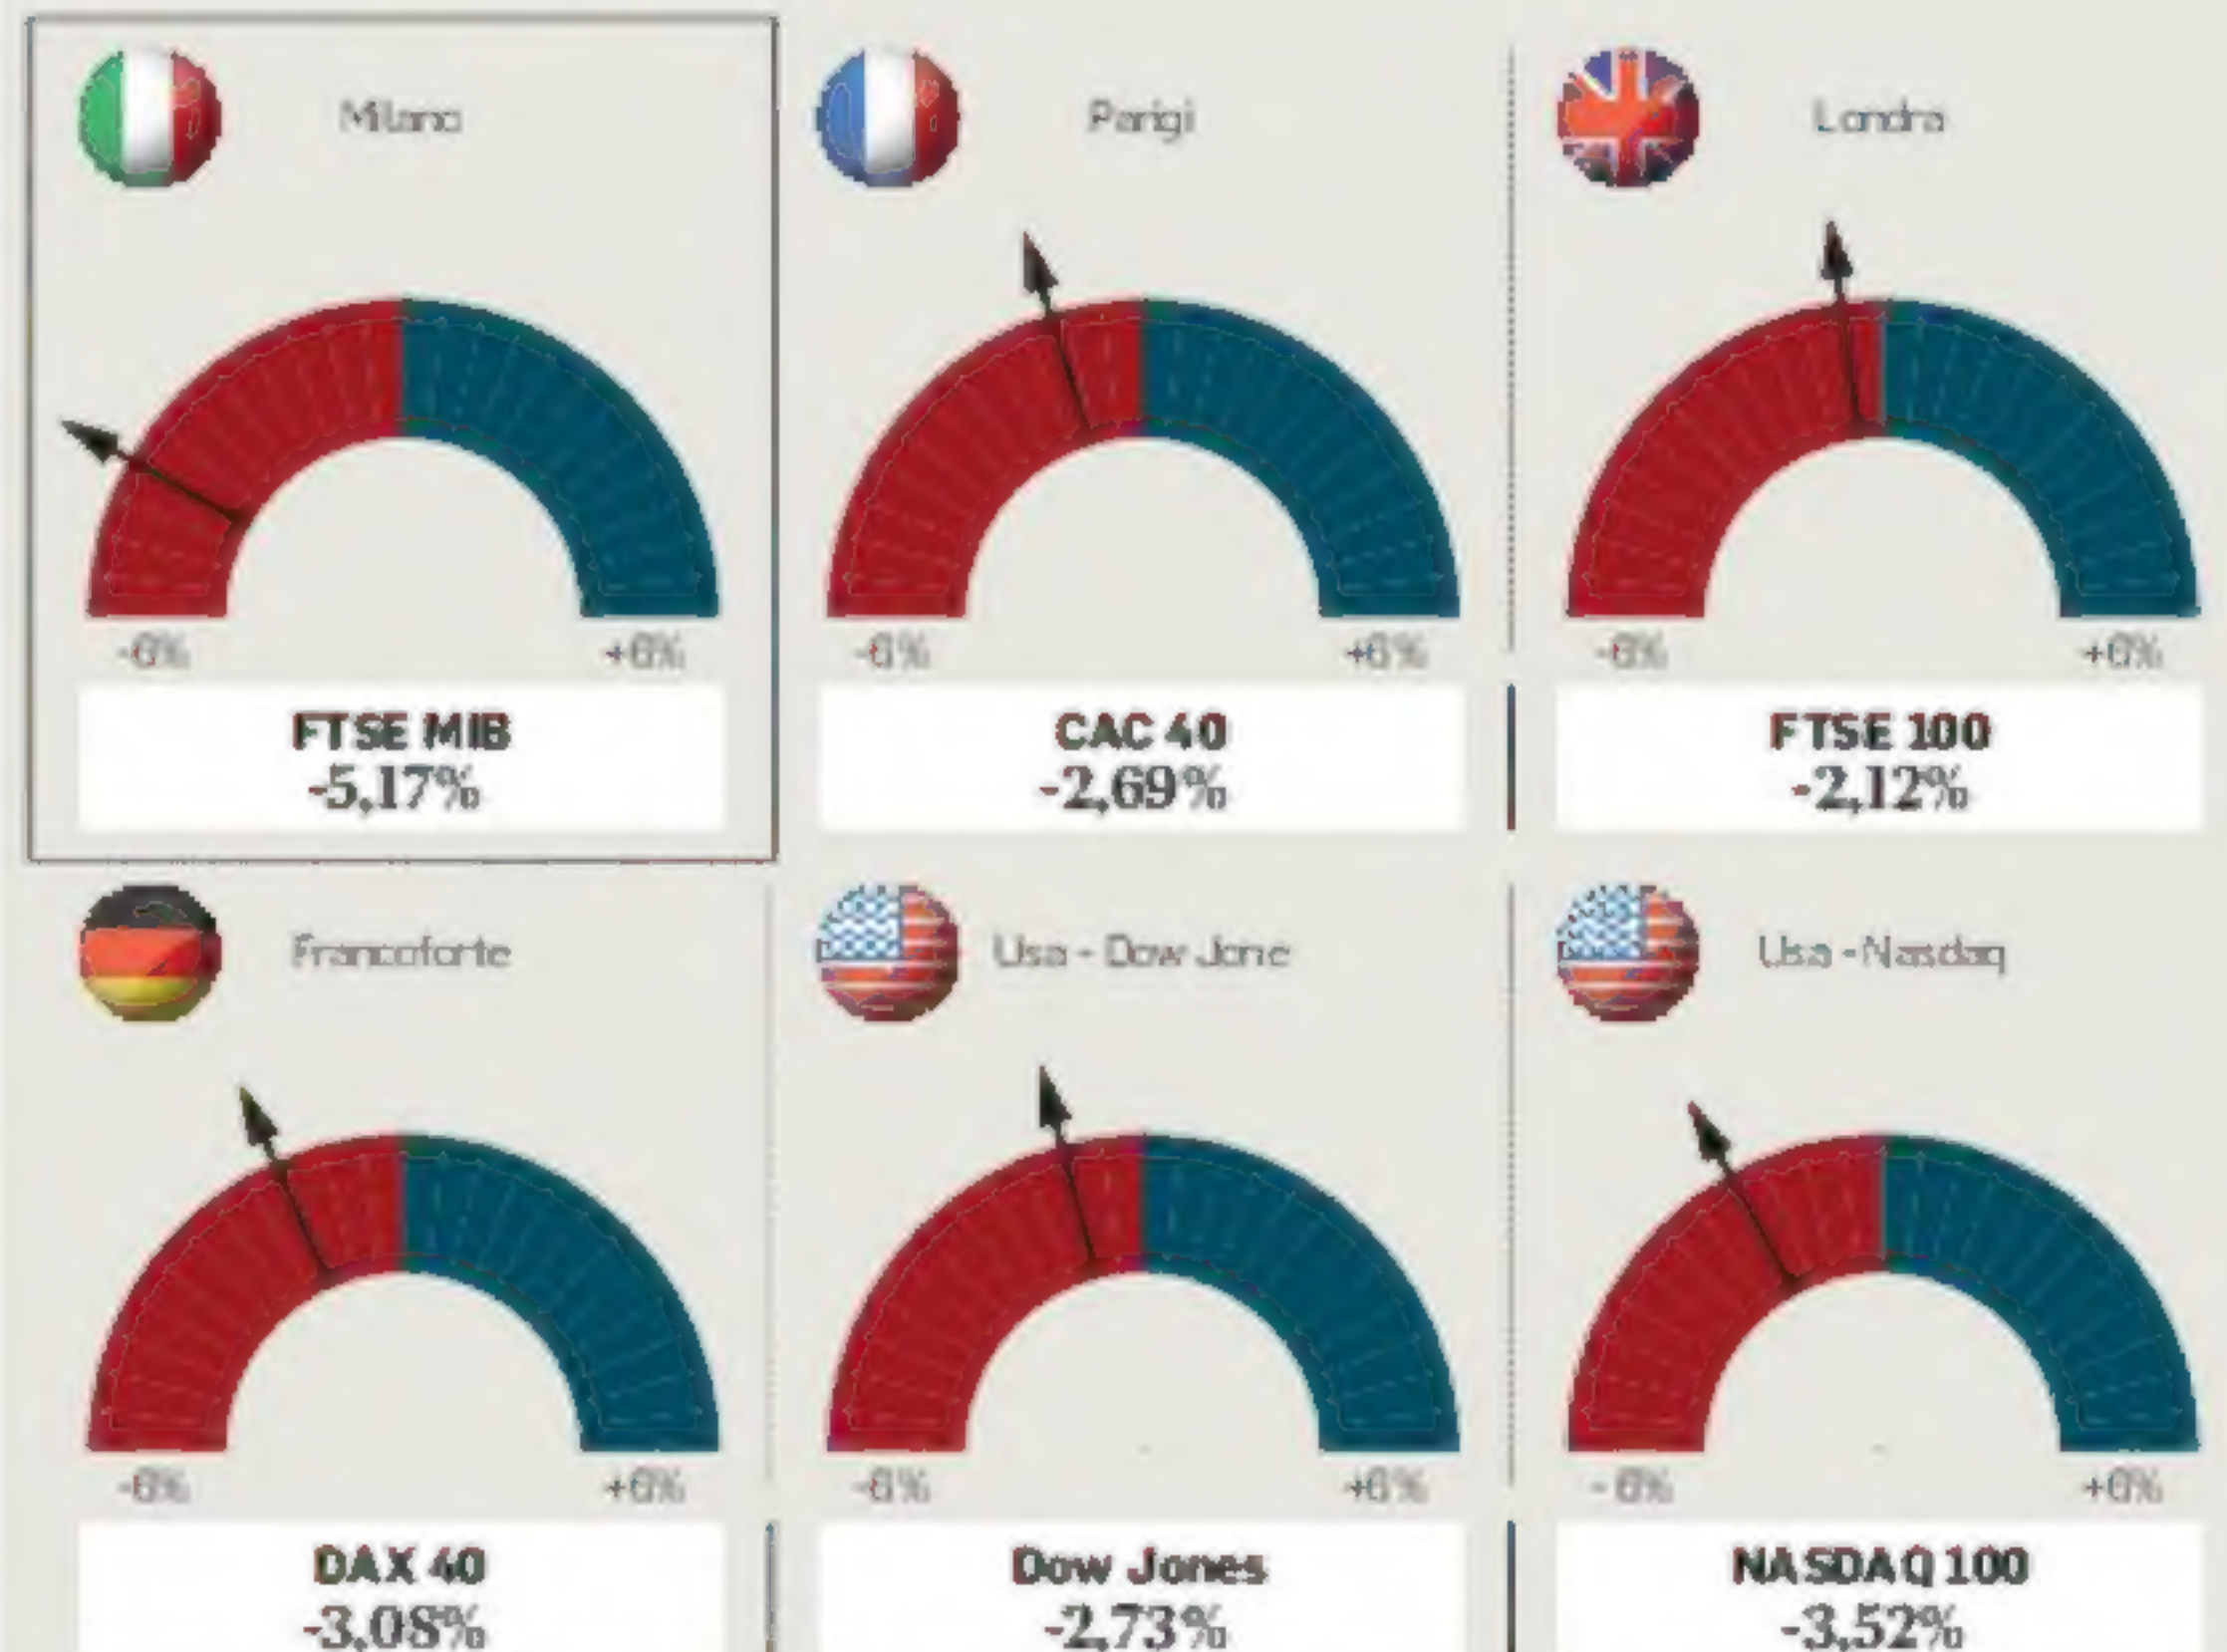 Milano
Parigi
Londra
-6%
+6%
-6%
+6%
-6%
+6%
FTSE MIB
-5,17%
CAC 40
-2,69%
FTSE 100
-2,12%
Francoforte
Usa - Dow Jone
Usa - Nasdaq
-6%
+6%
-6%
+6%
-6%
+6%
DAX 40
-3,08%
Dow Jones
-2,73%
NASDAQ 100
-3,52%